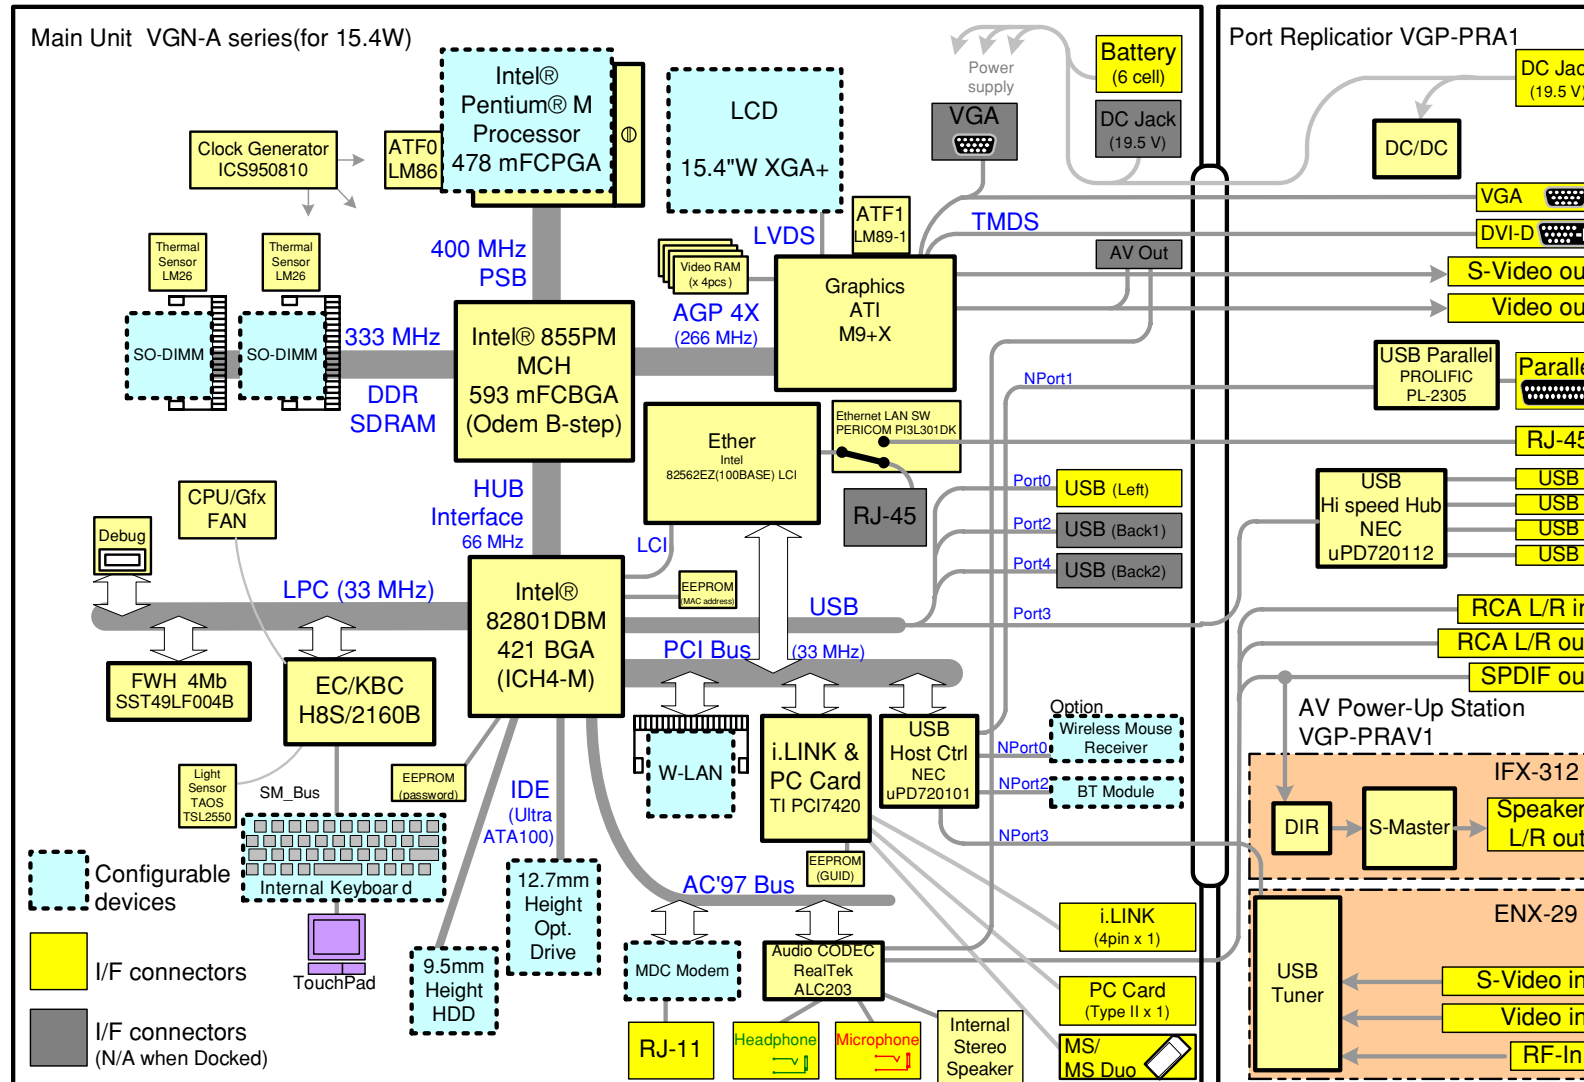 Main Unit  VGN-A series(for 15.4W)
Port Replicatior VGP-PRA1
Intel®
Pentium® M
Processor
478 mFCPGA
LCD
15.4"W XGA+
Power
supply
Battery
(6 cell)
DC Jack
(19.5 V)
VGA
DC Jac
(19.5 V)
DC/DC
Clock Generator
ICS950810
ATF0
LM86
ATF1
LM89-1
VGA
DVI-D
S-Video ou
Video ou
TMDS
LVDS
AV Out
Thermal
Sensor
LM26
Thermal
Sensor
LM26
400 MHz
PSB
Video RAM
(x 4pcs)
AGP 4X
(266 MHz)
Graphics
ATI
M9+X
SO-DIMM
SO-DIMM
333 MHz
DDR
SDRAM
Intel® 855PM
MCH
593 mFCBGA
(Odem B-step)
NPort1
USB Parallel
PROLIFIC
PL-2305
Paralle
Ether
Intel
82562EZ(100BASE) LCI
Ethernet LAN SW
PERICOM PI3L301DK
RJ-45
RJ-45
CPU/Gfx
FAN
HUB
Interface
66 MHz
LCI
Port0
USB (Left)
Port2
USB (Back1)
Port4
USB (Back2)
Port3
USB
Hi speed Hub
NEC
uPD720112
USB
USB
USB
USB
Debug
LPC (33 MHz)
Intel®
82801DBM
421 BGA
(ICH4-M)
EEPROM
(MAC address)
USB
PCI Bus
(33 MHz)
RCA L/R in
RCA L/R ou
SPDIF ou
FWH  4Mb
SST49LF004B
EC/KBC
H8S/2160B
W-LAN
i.LINK &
PC Card
TI PCI7420
USB
Host Ctrl
NEC
uPD720101
Option
Wireless Mouse
Receiver
NPort0
NPort2
BT Module
NPort3
AV Power-Up Station
VGP-PRAV1
IFX-312
DIR
S-Master
Speaker
L/R out
Light
Sensor
TAOS
TSL2550
SM_Bus
EEPROM
(password)
IDE
(Ultra
ATA100)
EEPROM
(GUID)
Internal Keyboard
TouchPad
Configurable
devices
I/F connectors
I/F connectors
(N/A when Docked)
9.5mm
Height
HDD
12.7mm
Height
Opt.
Drive
AC'97 Bus
MDC Modem
Audio CODEC
RealTek
ALC203
RJ-11
Headphone
Microphone
Internal
Stereo
Speaker
i.LINK
(4pin x 1)
PC Card
(Type II x 1)
MS/
MS Duo
ENX-29
USB
Tuner
S-Video in
Video in
RF-In